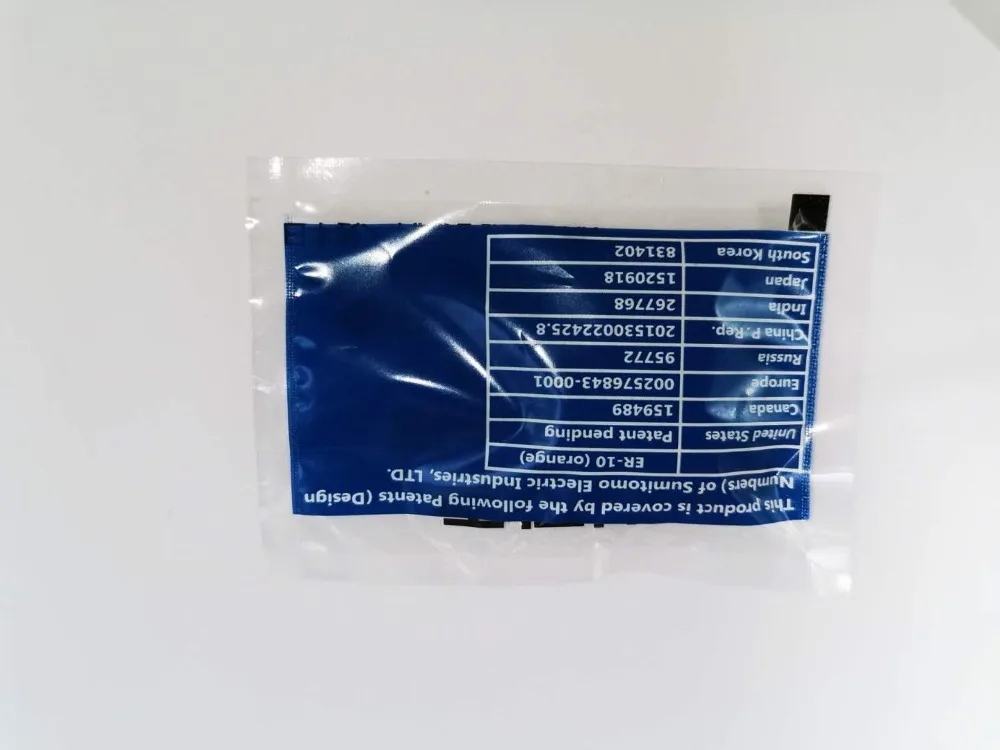 This product is covered by the following Patents (Design
Numbers) of Sumitomo Electric Industries, LTD.
ER-10 (orange)
United States Patent pending
Canada 159489
Europe 002576843-0001
Russia 95772
China P. Rep. 201530022425.8
India 267768
Japan 1520918
South Korea 831402